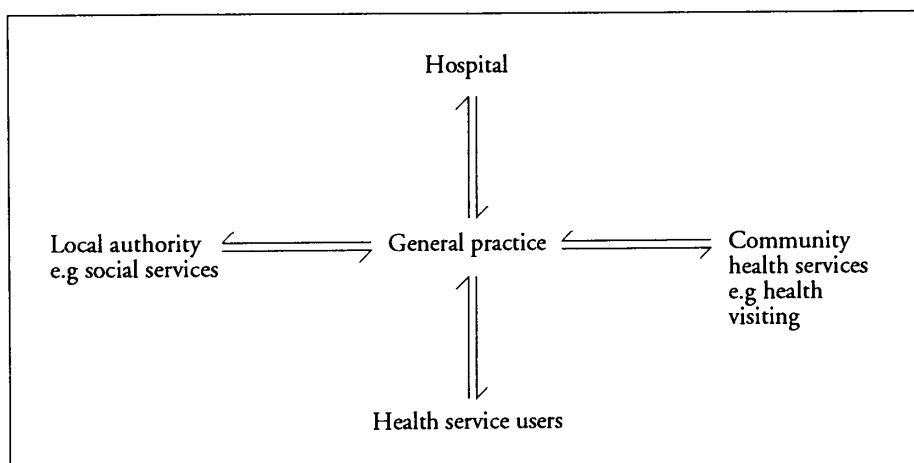 Hospital
Local authority
e.g social services
General practice
Community
health services
e.g health
visiting
Health service users